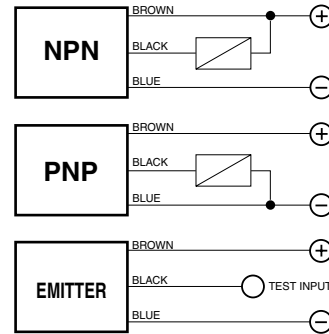 BROWN
NPN
BLACK
BLUE
BROWN
PNP
BLACK
BLUE
BROWN
EMITTER
BLACK
TEST INPUT
BLUE